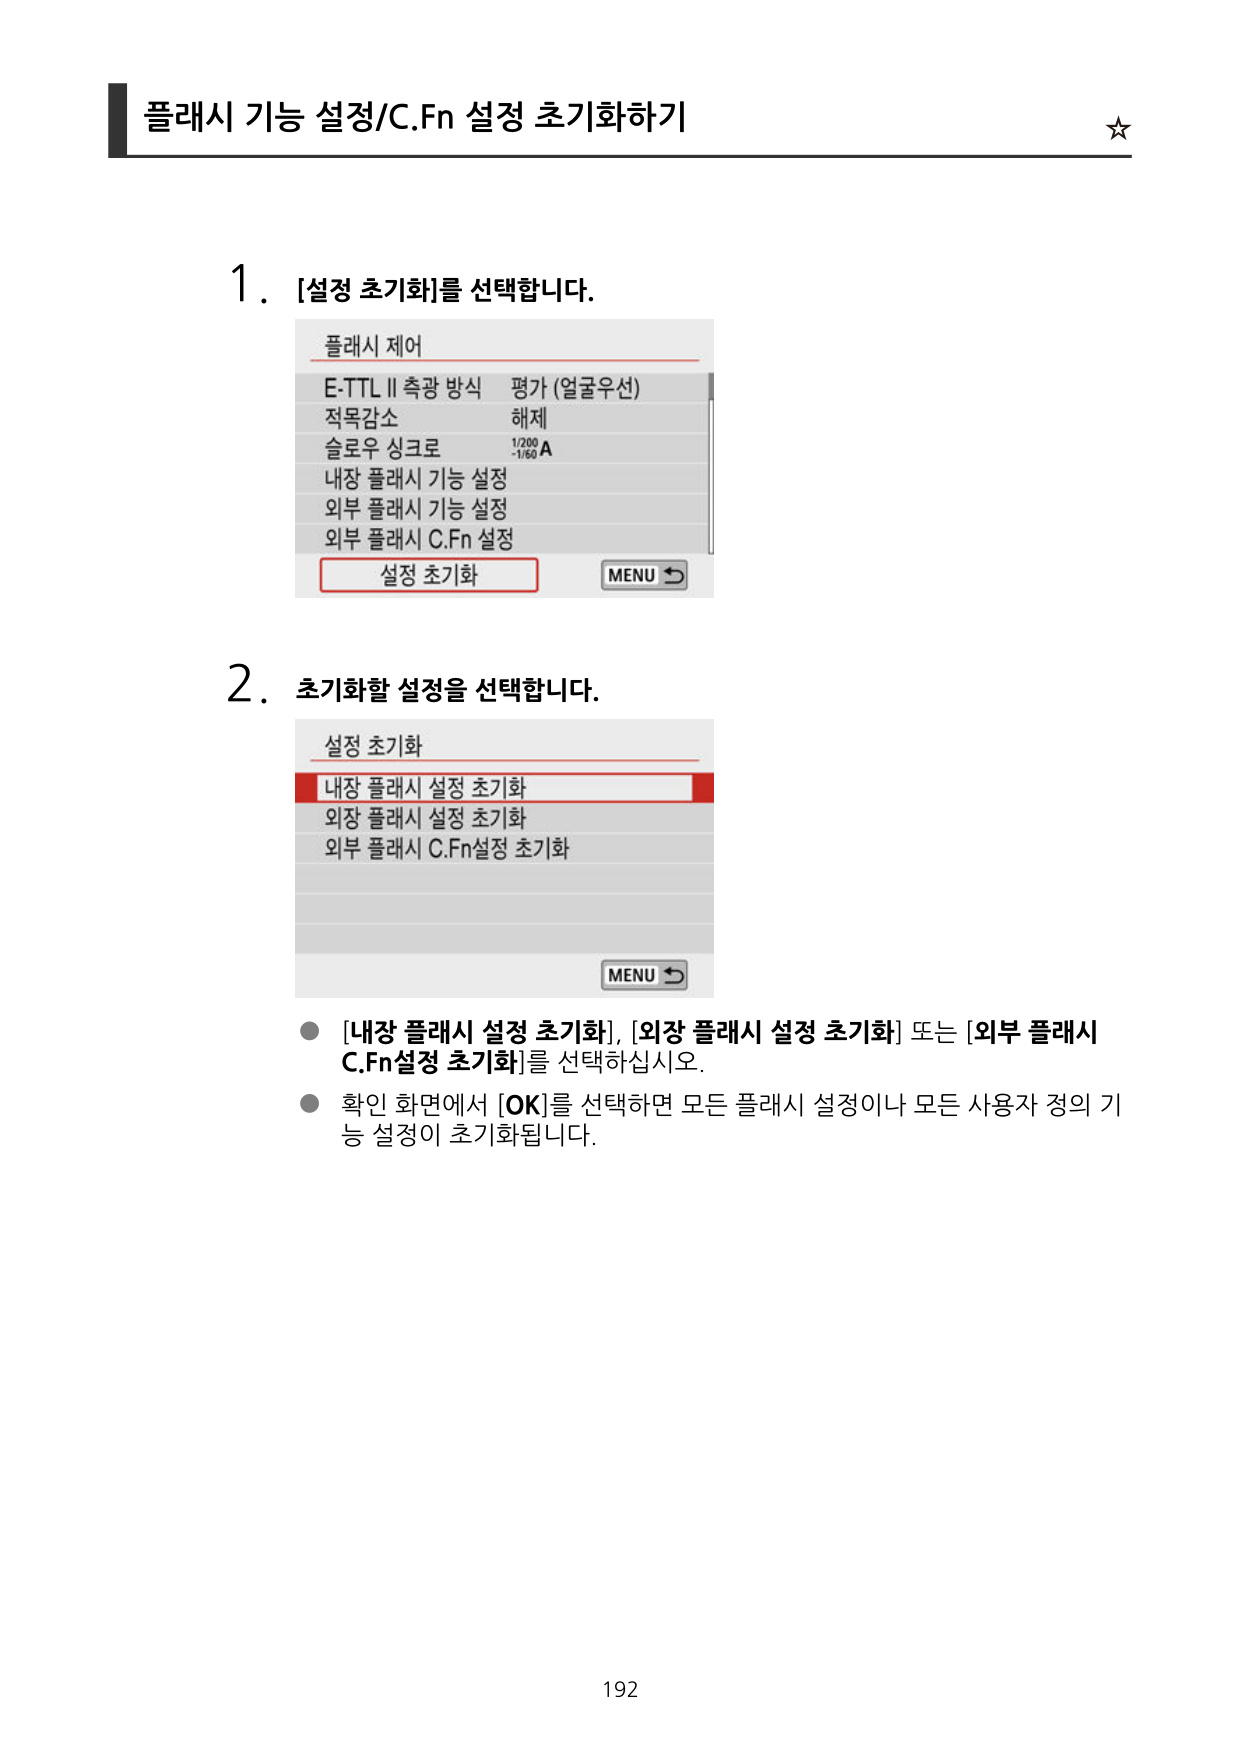 플래시 기능 설정/C.Fn 설정 초기화하기 ☆
1. [설정 초기화]를 선택합니다.
플래시 제어
E-TTL II 측광 방식 평가 (얼굴우선)
적목감소 해제
슬로우 싱크로 1/200-1/60 A
내장 플래시 기능 설정
외부 플래시 기능 설정
외부 플래시 C.Fn 설정
설정 초기화 MENU
2. 초기화할 설정을 선택합니다.
설정 초기화
내장 플래시 설정 초기화
외장 플래시 설정 초기화
외부 플래시 C.Fn설정 초기화
MENU
● [내장 플래시 설정 초기화], [외장 플래시 설정 초기화] 또는 [외부 플래시
C.Fn설정 초기화]를 선택하십시오.
● 확인 화면에서 [OK]를 선택하면 모든 플래시 설정이나 모든 사용자 정의 기
능 설정이 초기화됩니다.
192